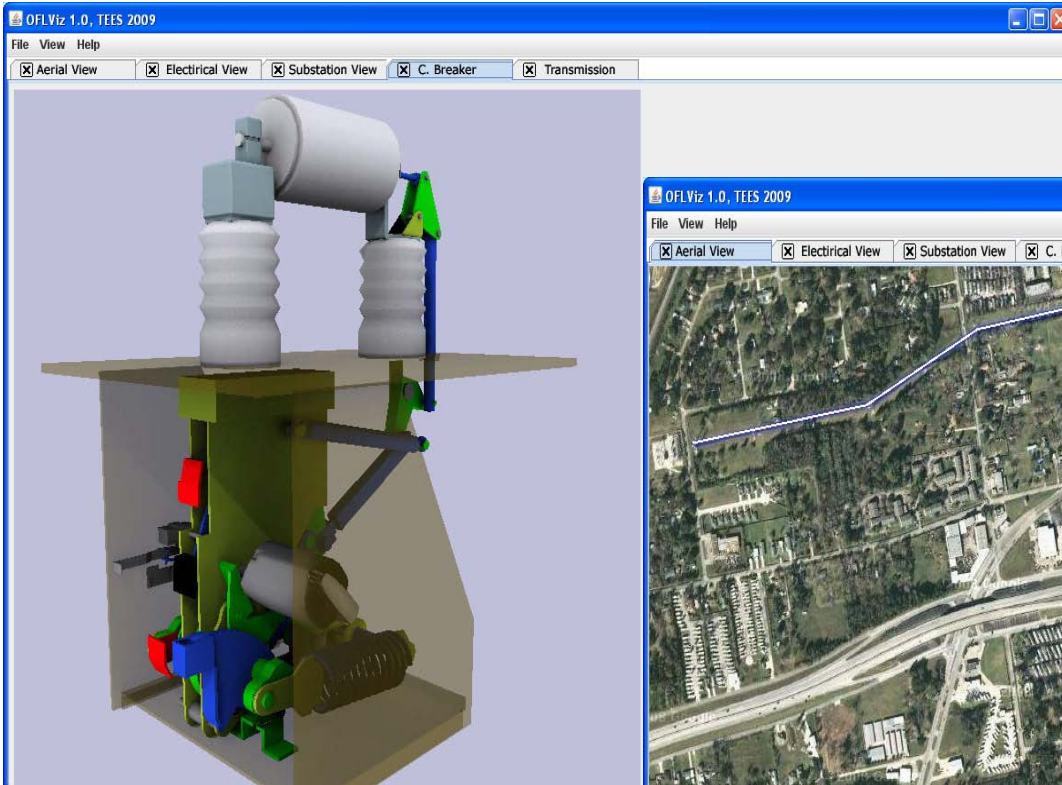 OFLViz 1.0, TEES 2009
File View Help
Aerial View Electirical View Substation View C. Breaker Transmission
OFLViz 1.0, TEES 2009
File View Help
Aerial View Electirical View Substation View C.